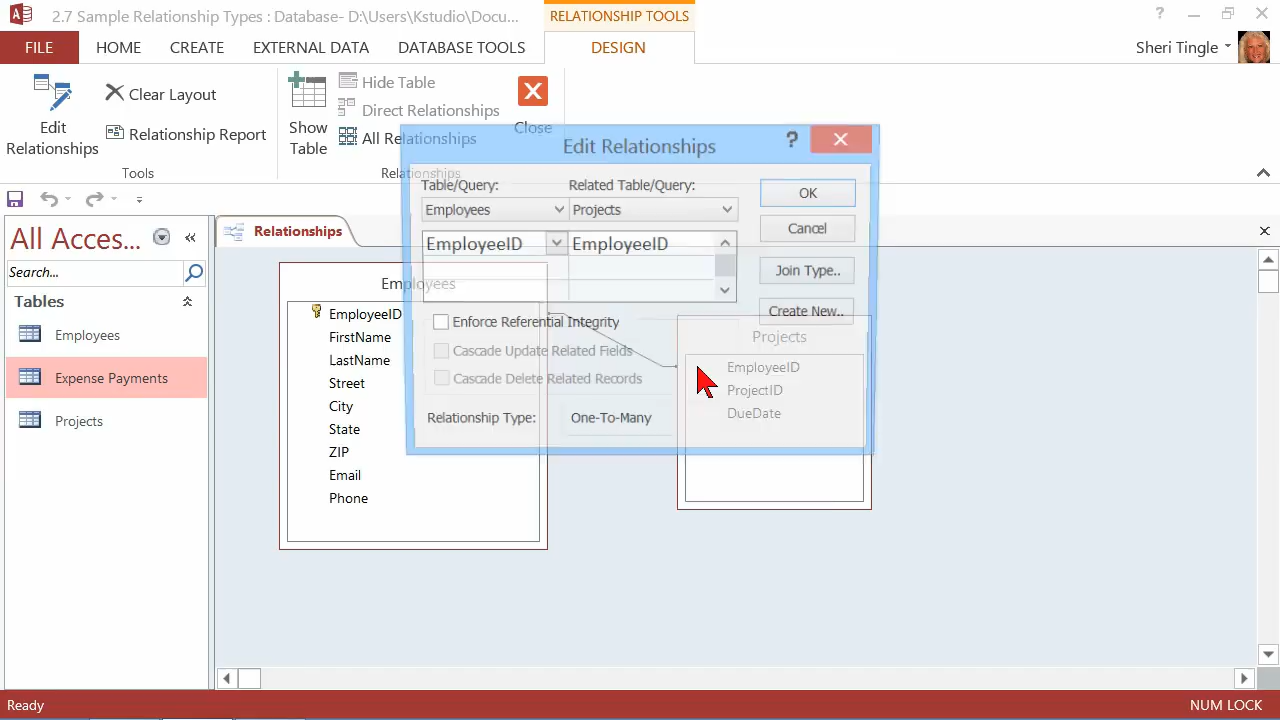 2.7 Sample Relationship Types : Database- D:\Users\Kstudio\Docu...
RELATIONSHIP TOOLS
?
FILE
HOME
CREATE
EXTERNAL DATA
DATABASE TOOLS
DESIGN
Sheri Tingle
Edit
Relationships
Clear Layout
Relationship Report
Tools
Show
Table
Hide Table
Direct Relationships
All Relationships
Close
Relationships
All Acces...
Search...
Tables
Employees
Expense Payments
Projects
Relationships
Employees
EmployeeID
FirstName
LastName
Street
City
State
ZIP
Email
Phone
Edit Relationships
?
Table/Query:
Related Table/Query:
Employees
Projects
EmployeeID
EmployeeID
OK
Cancel
Join Type..
Create New..
Enforce Referential Integrity
Cascade Update Related Fields
Cascade Delete Related Records
Relationship Type:
One-To-Many
Projects
EmployeeID
ProjectID
DueDate
Ready
NUM LOCK